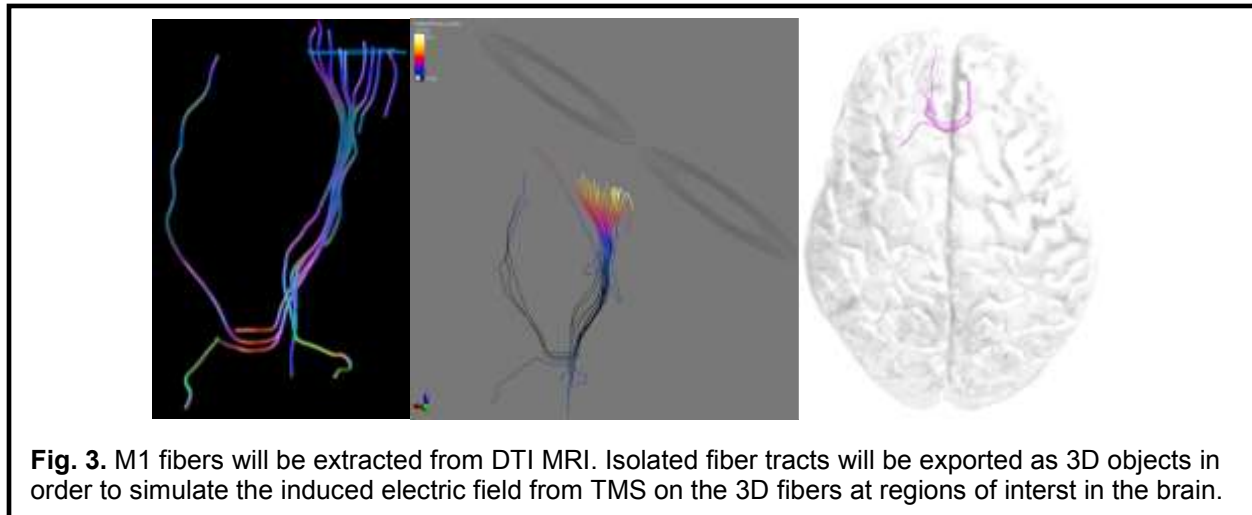 Fig. 3. M1 fibers will be extracted from DTI MRI. Isolated fiber tracts will be exported as 3D objects in
order to simulate the induced electric field from TMS on the 3D fibers at regions of interst in the brain.